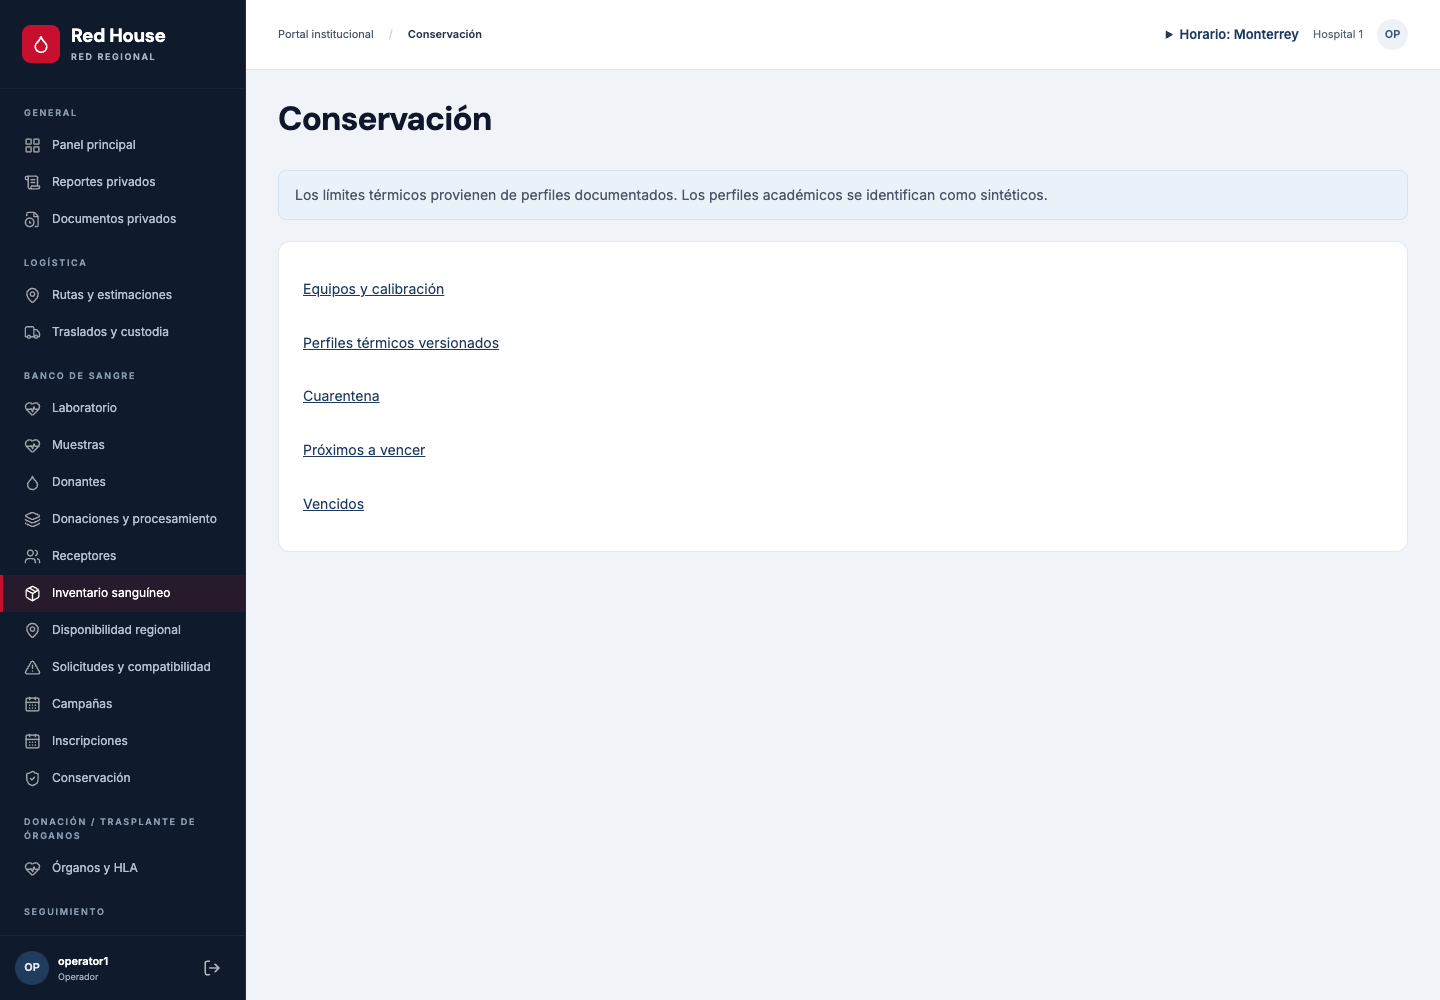 Red House
RED REGIONAL
GENERAL
Panel principal
Reportes privados
Documentos privados
LOGÍSTICA
Rutas y estimaciones
Traslados y custodia
BANCO DE SANGRE
Laboratorio
Muestras
Donantes
Donaciones y procesamiento
Receptores
Inventario sanguíneo
Disponibilidad regional
Solicitudes y compatibilidad
Campañas
Inscripciones
Conservación
DONACIÓN / TRASPLANTE DE
ÓRGANOS
Órganos y HLA
SEGUIMIENTO
OP
operator1
Operador
Portal institucional / Conservación
Horario: Monterrey
Hospital 1
OP
Conservación
Los límites térmicos provienen de perfiles documentados. Los perfiles académicos se identifican como sintéticos.
Equipos y calibración
Perfiles térmicos versionados
Cuarentena
Próximos a vencer
Vencidos